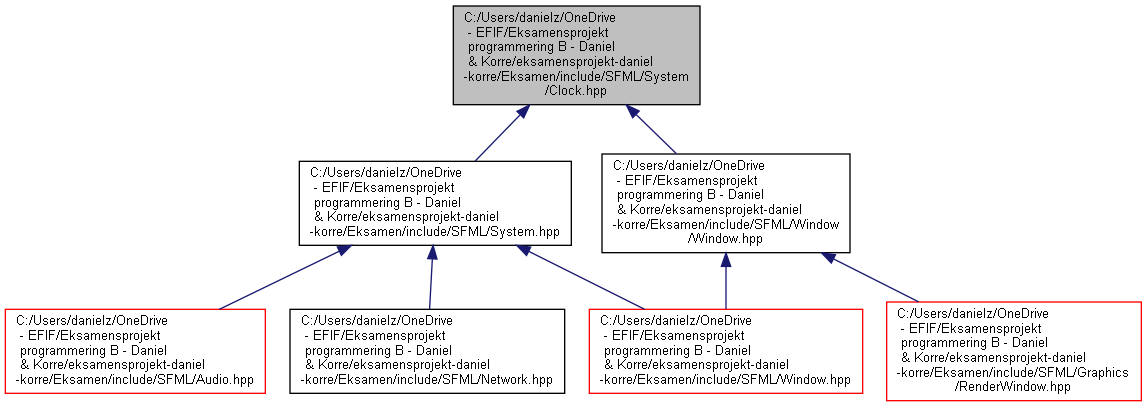 C:/Users/danielz/OneDrive
- EFIF/Eksamensprojekt
programmering B - Daniel
& Korre/eksamensprojekt-daniel
-korre/Eksamen/include/SFML/System
/Clock.hpp
C:/Users/danielz/OneDrive
- EFIF/Eksamensprojekt
programmering B - Daniel
& Korre/eksamensprojekt-daniel
-korre/Eksamen/include/SFML/System.hpp
C:/Users/danielz/OneDrive
- EFIF/Eksamensprojekt
programmering B - Daniel
& Korre/eksamensprojekt-daniel
-korre/Eksamen/include/SFML/Window
/Window.hpp
C:/Users/danielz/OneDrive
- EFIF/Eksamensprojekt
programmering B - Daniel
& Korre/eksamensprojekt-daniel
-korre/Eksamen/include/SFML/Audio.hpp
C:/Users/danielz/OneDrive
- EFIF/Eksamensprojekt
programmering B - Daniel
& Korre/eksamensprojekt-daniel
-korre/Eksamen/include/SFML/Network.hpp
C:/Users/danielz/OneDrive
- EFIF/Eksamensprojekt
programmering B - Daniel
& Korre/eksamensprojekt-daniel
-korre/Eksamen/include/SFML/Window.hpp
C:/Users/danielz/OneDrive
- EFIF/Eksamensprojekt
programmering B - Daniel
& Korre/eksamensprojekt-daniel
-korre/Eksamen/include/SFML/Graphics
/RenderWindow.hpp